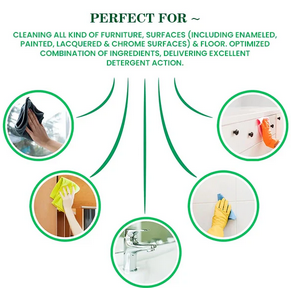 PERFECT FOR ~
CLEANING ALL KIND OF FURNITURE, SURFACES (INCLUDING ENAMELED,
PAINTED, LACQUERED & CHROME SURFACES) & FLOOR. OPTIMIZED
COMBINATION OF INGREDIENTS, DELIVERING EXCELLENT
DETERGENT ACTION.